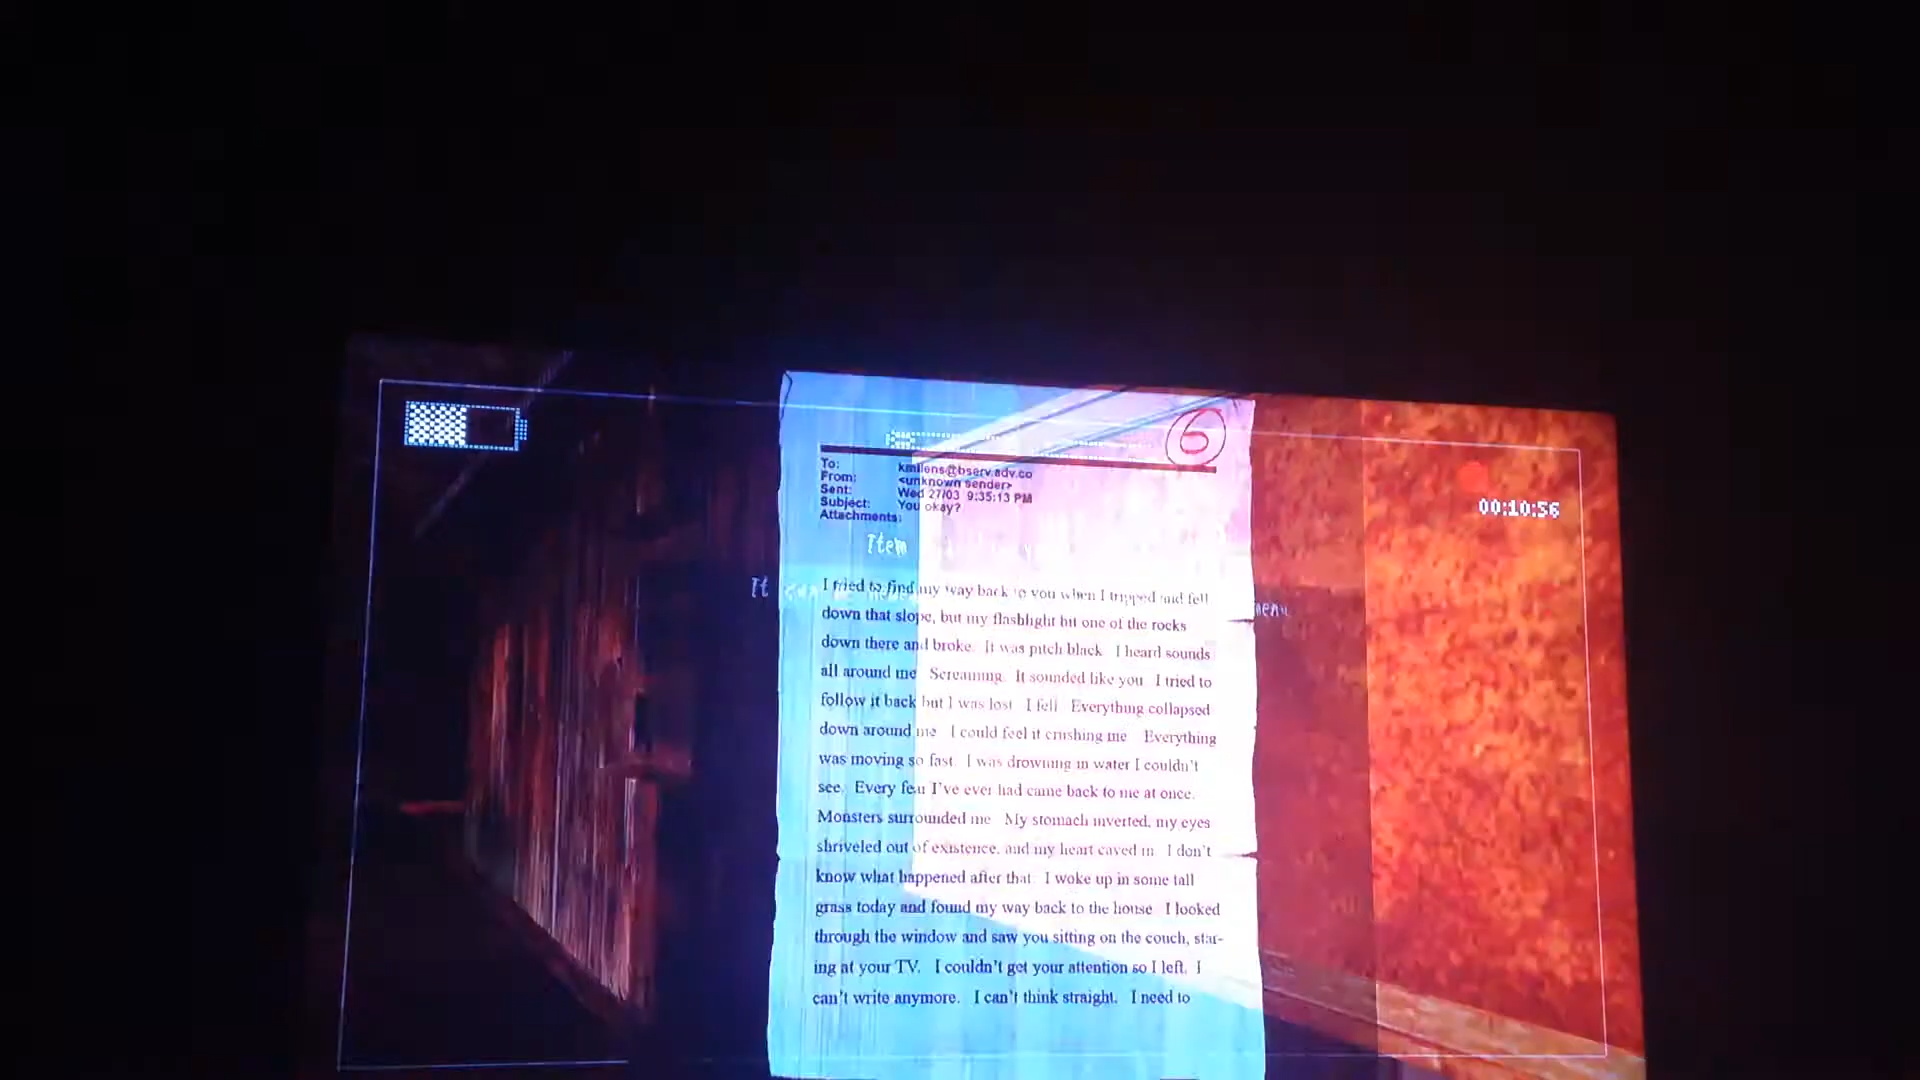 6
To: kmilens@bserv.adv.co
From: <unknown sender>
Sent: Wed 27/03 9:35:13 PM
Subject: You okay?
Attachments:
00:10:56
Item
It
menu.
I tried to find my way back to you when I tripped and fell
down that slope, but my flashlight hit one of the rocks
down there and broke. It was pitch black. I heard sounds
all around me. Screaming. It sounded like you. I tried to
follow it back but I was lost. I fell. Everything collapsed
down around me. I could feel it crushing me. Everything
was moving so fast. I was drowning in water I couldn't
see. Every fear I've ever had came back to me at once.
Monsters surrounded me. My stomach inverted, my eyes
shriveled out of existence, and my heart caved in. I don't
know what happened after that. I woke up in some tall
grass today and found my way back to the house. I looked
through the window and saw you sitting on the couch, star-
ing at your TV. I couldn't get your attention so I left. I
can't write anymore. I can't think straight. I need to